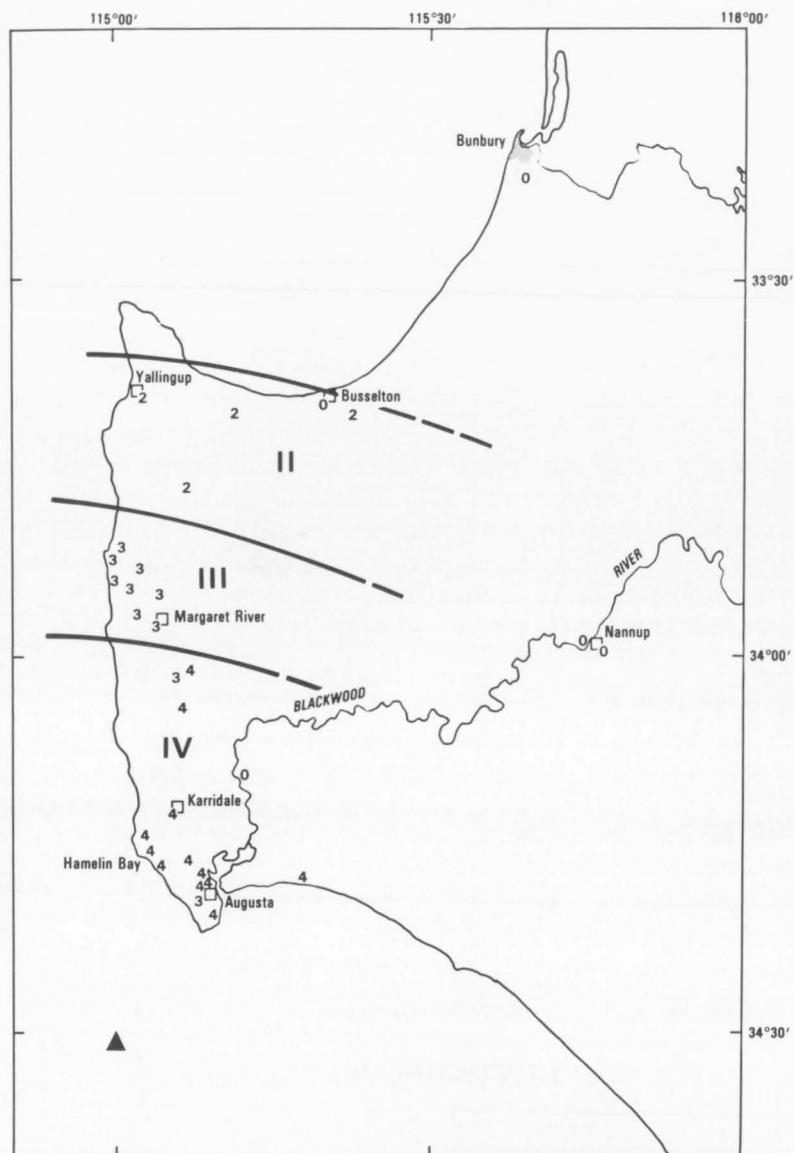 115°00′ 115°30′ 116°00′
Bunbury
0
33°30′
Yallingup
2
Busselton
0
2 2
II
2
3
3 3
3 3 3
III
3 3
Margaret River
RIVER
Nannup
0 0
34°00′
4
3
4
BLACKWOOD
IV
0
Karridale
4
4
4
Hamelin Bay 4 4
4
4
4
3
Augusta
4
4
34°30′